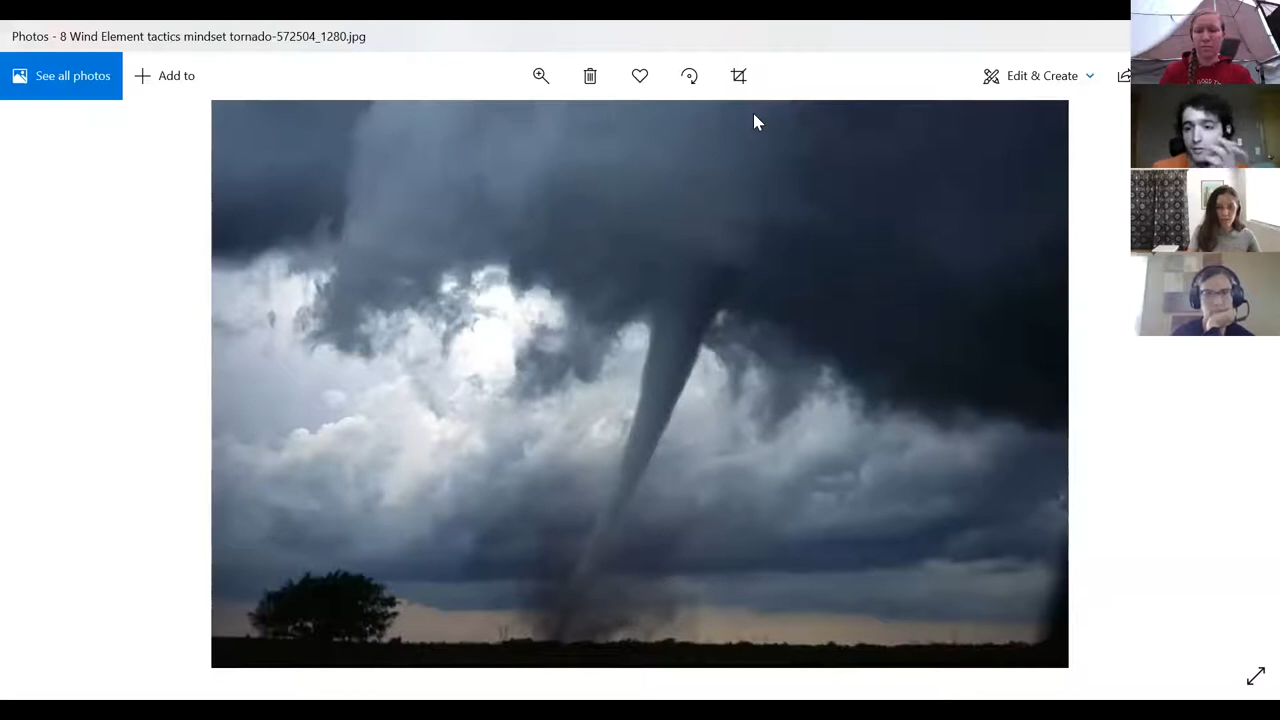 Photos - 8 Wind Element tactics mindset tornado-572504_1280.jpg
See all photos
Add to
Edit & Create